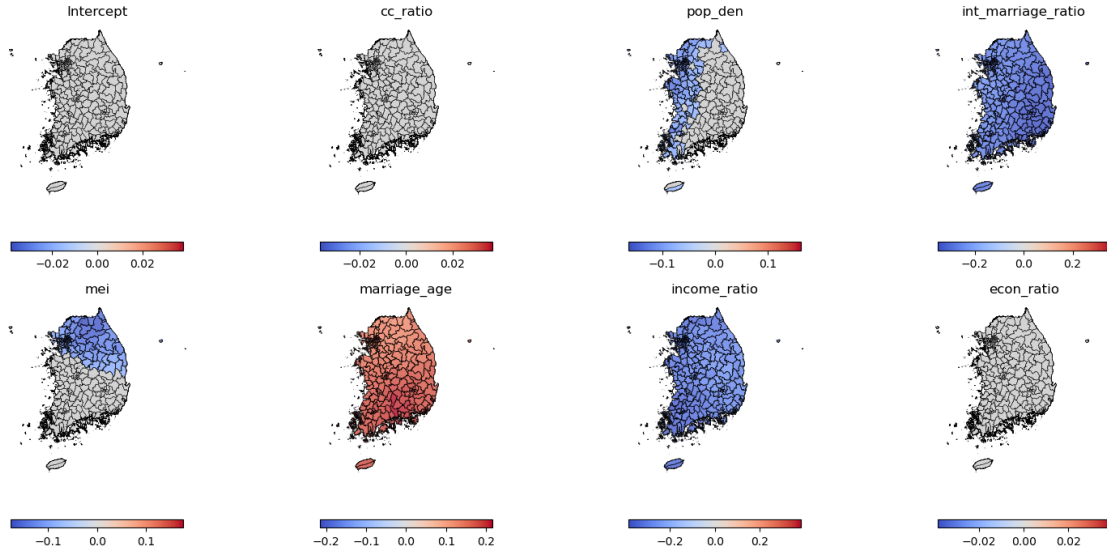 Intercept
cc_ratio
pop_den
int_marriage_ratio
−0.02 0.00 0.02
−0.02 0.00 0.02
−0.1 0.0 0.1
−0.2 0.0 0.2
mei
marriage_age
income_ratio
econ_ratio
−0.1 0.0 0.1
−0.2 −0.1 0.0 0.1 0.2
−0.2 0.0 0.2
−0.02 0.00 0.02 0.04